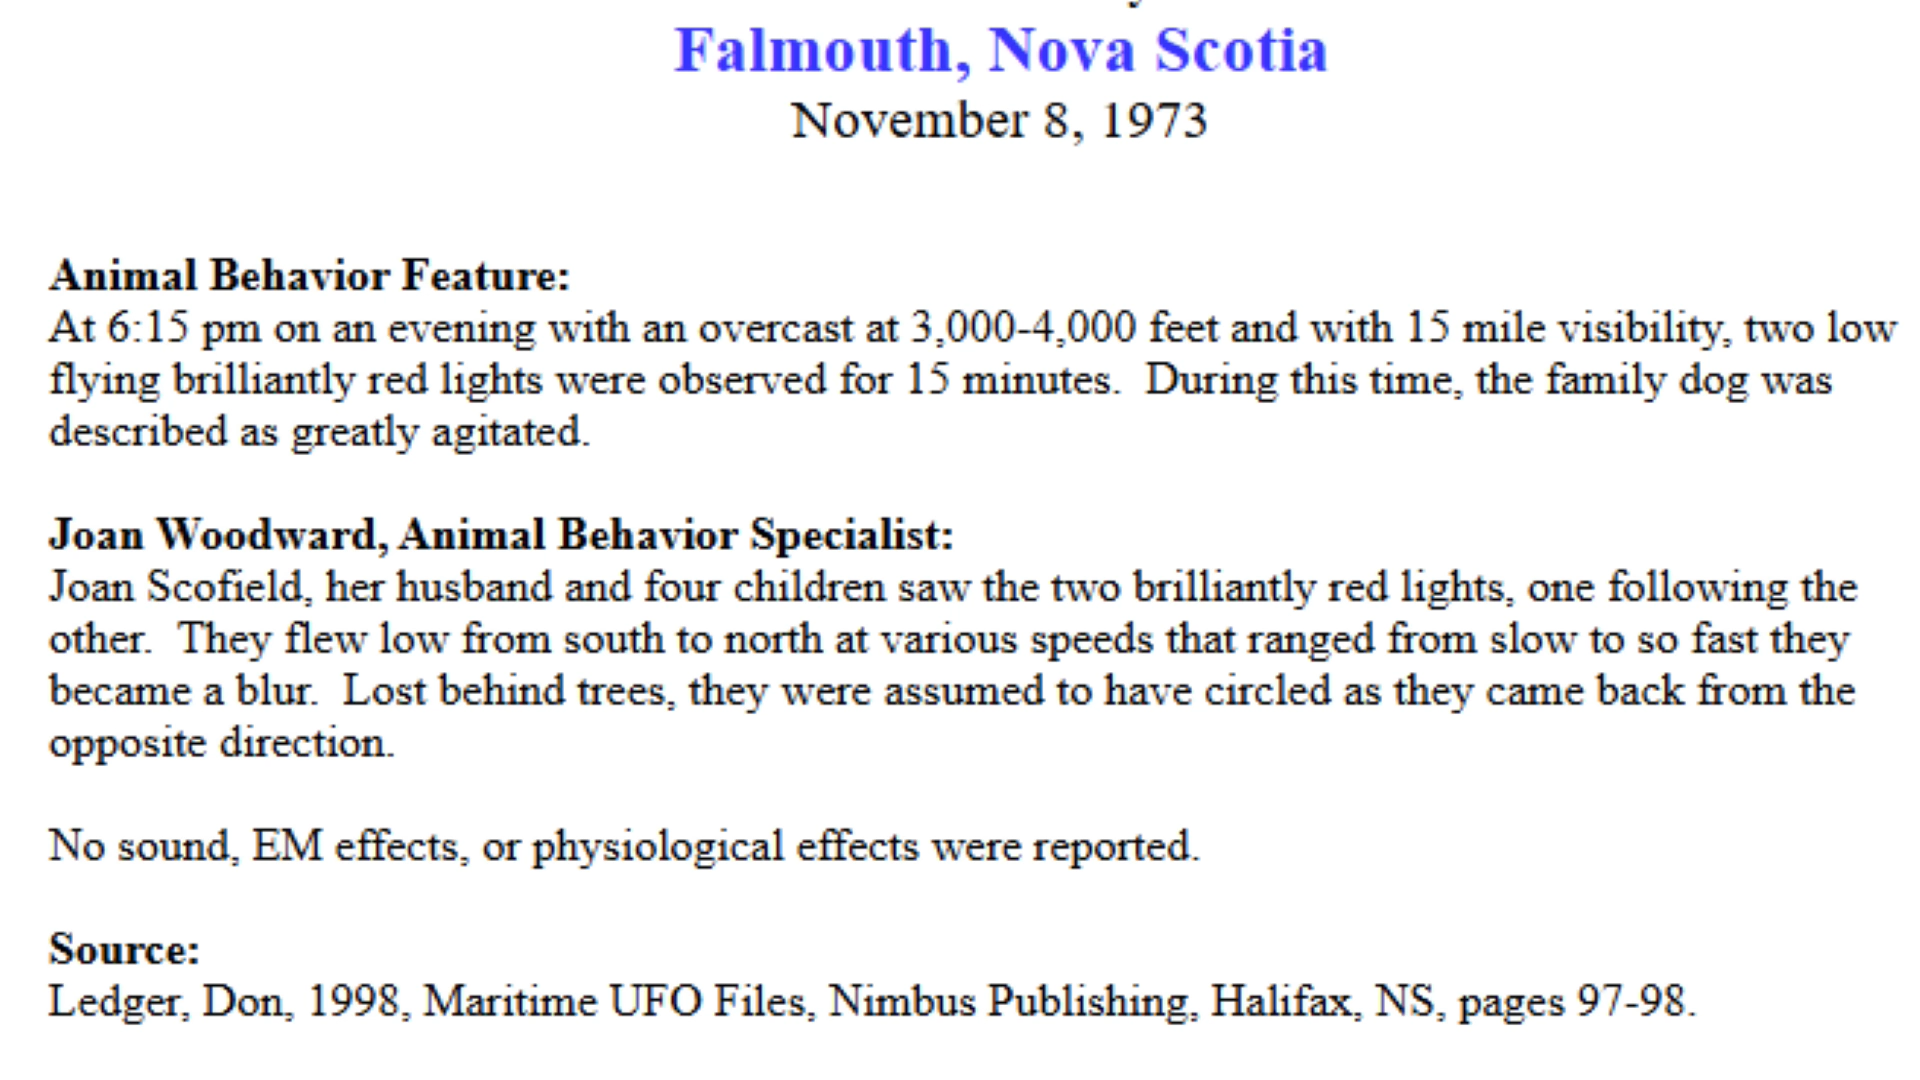 Falmouth, Nova Scotia
November 8, 1973
Animal Behavior Feature:
At 6:15 pm on an evening with an overcast at 3,000-4,000 feet and with 15 mile visibility, two low
flying brilliantly red lights were observed for 15 minutes.  During this time, the family dog was
described as greatly agitated.
Joan Woodward, Animal Behavior Specialist:
Joan Scofield, her husband and four children saw the two brilliantly red lights, one following the
other.  They flew low from south to north at various speeds that ranged from slow to so fast they
became a blur.  Lost behind trees, they were assumed to have circled as they came back from the
opposite direction.
No sound, EM effects, or physiological effects were reported.
Source:
Ledger, Don, 1998, Maritime UFO Files, Nimbus Publishing, Halifax, NS, pages 97-98.